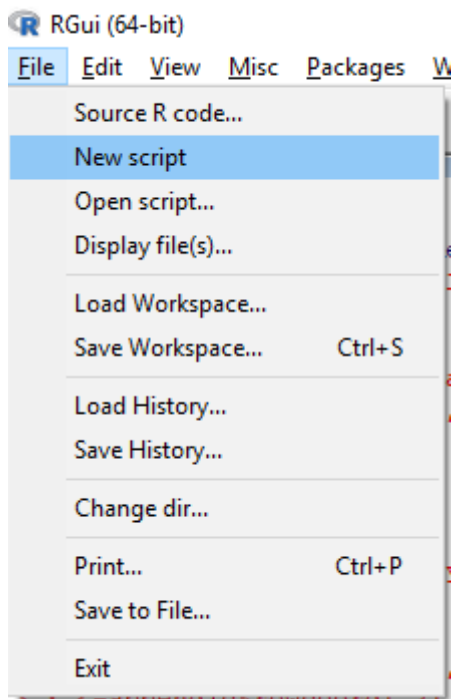 RGui (64-bit)
File Edit View Misc Packages
Source R code...
New script
Open script...
Display file(s)...
Load Workspace...
Save Workspace... Ctrl+S
Load History...
Save History...
Change dir...
Print... Ctrl+P
Save to File...
Exit